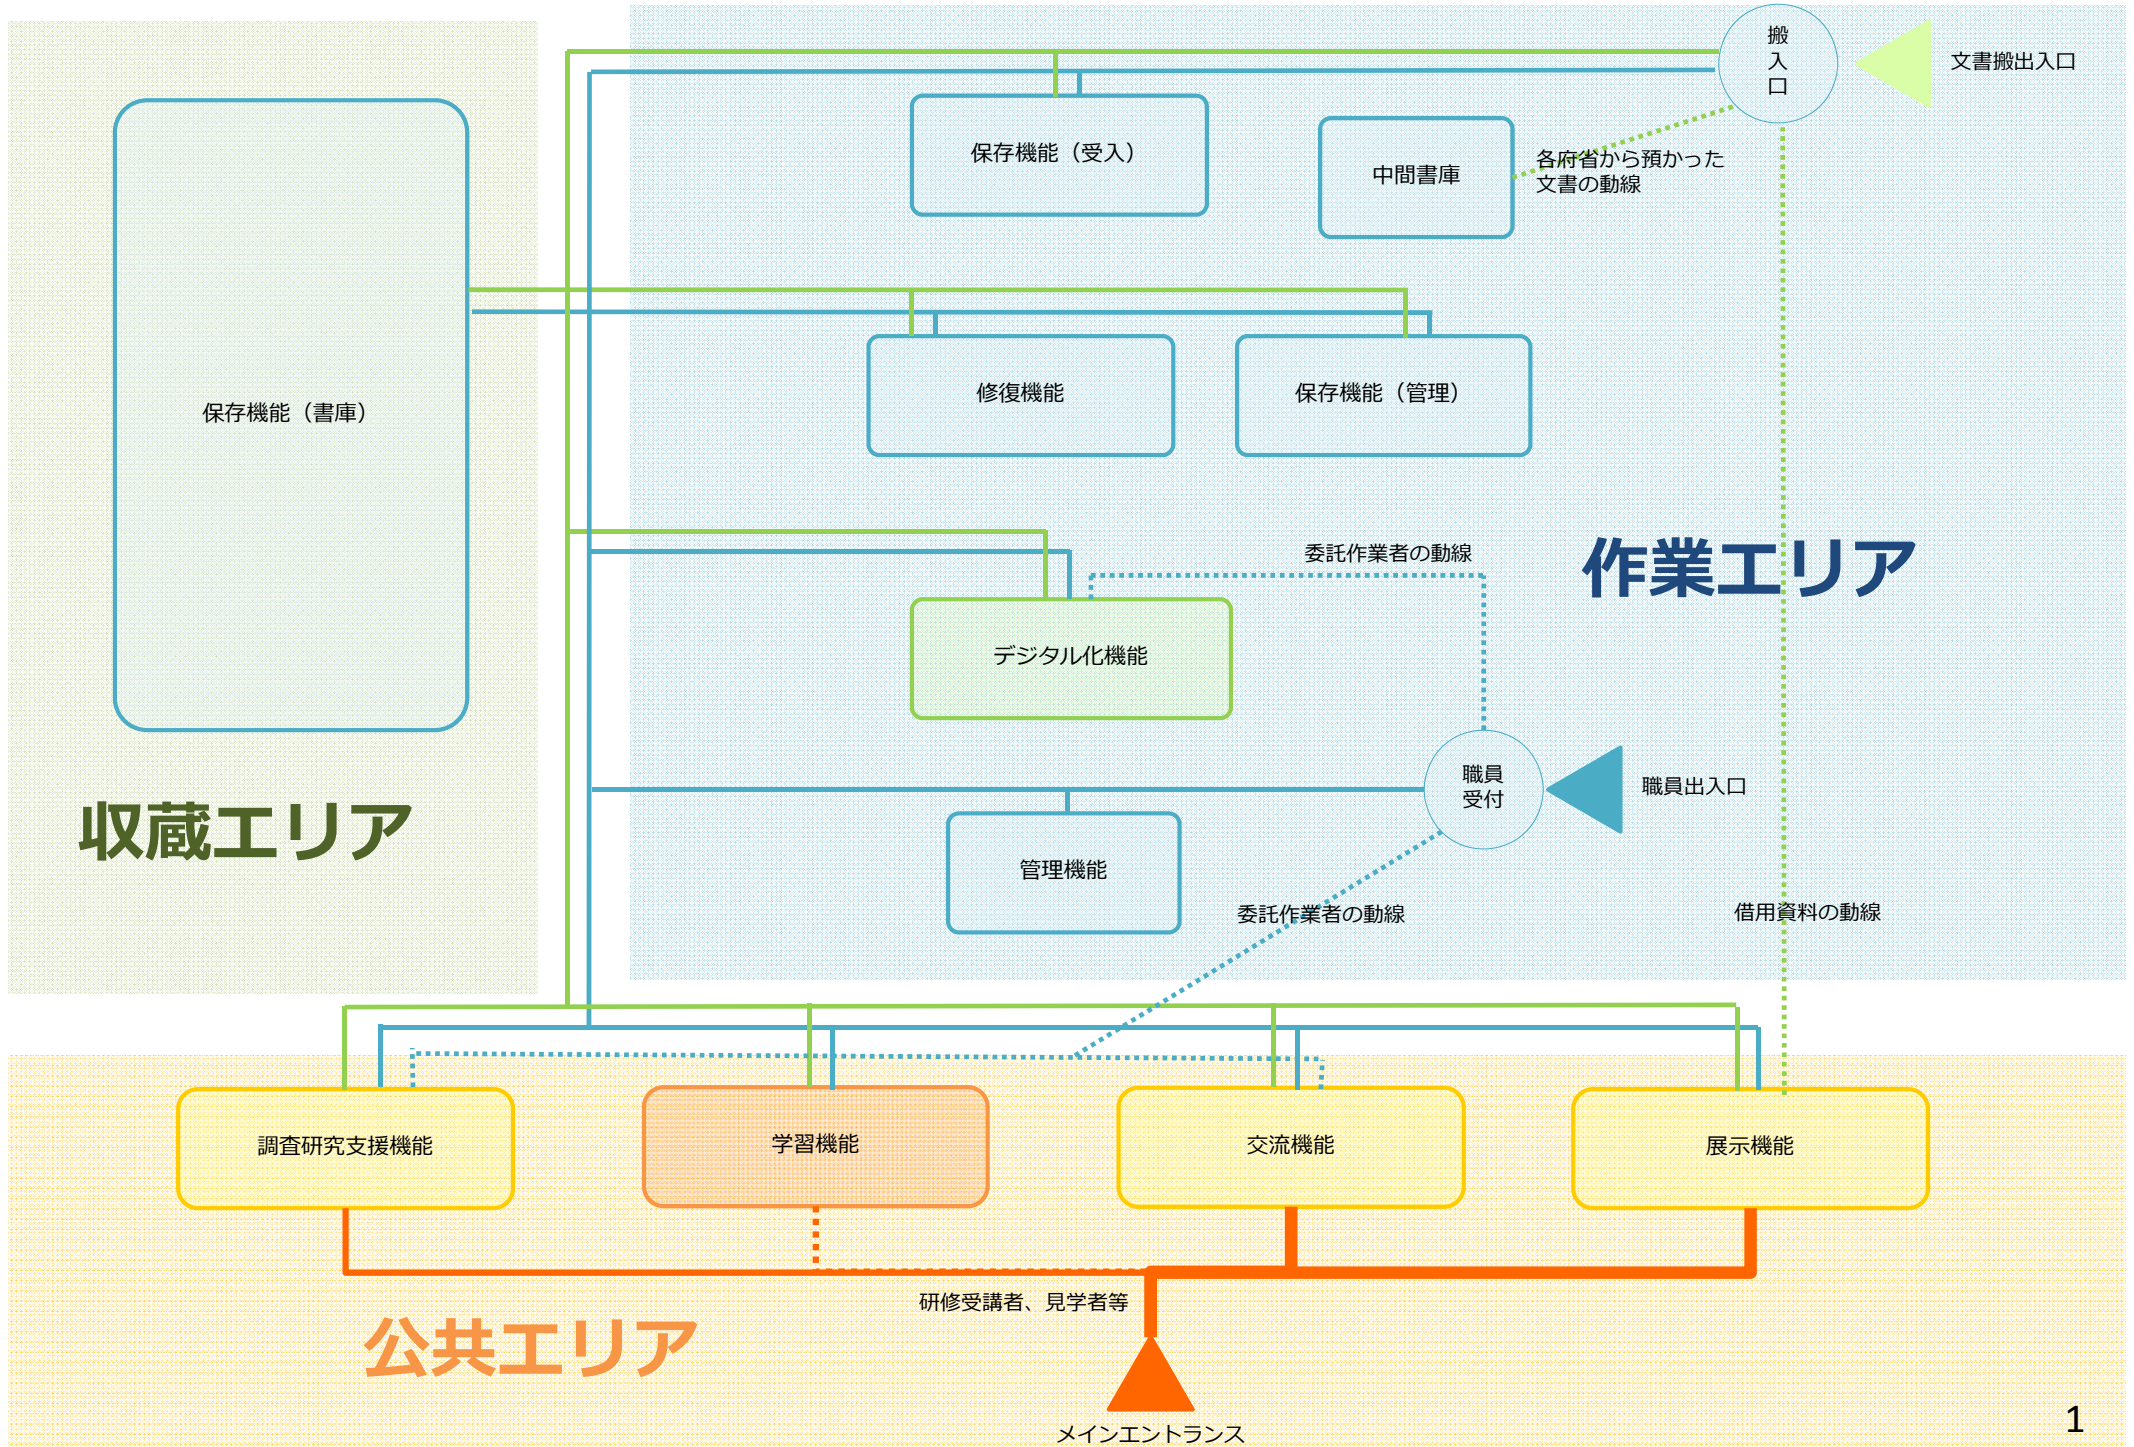 搬
入
口
文書搬出入口
保存機能（受入）
中間書庫
各府省から預かった
文書の動線
保存機能（書庫）
修復機能
保存機能（管理）
委託作業者の動線
作業エリア
デジタル化機能
職員
受付
職員出入口
収蔵エリア
管理機能
委託作業者の動線
借用資料の動線
調査研究支援機能
学習機能
交流機能
展示機能
研修受講者、見学者等
公共エリア
メインエントランス
1